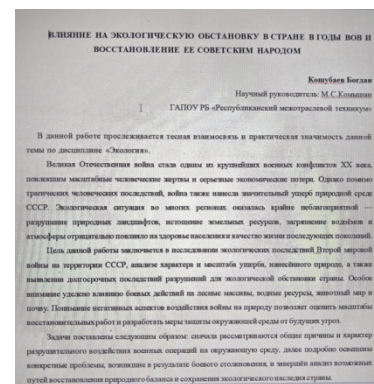 ВЛИЯНИЕ НА ЭКОЛОГИЧЕСКУЮ ОБСТАНОВКУ В СТРАНЕ В ГОДЫ ВОВ И
ВОССТАНОВЛЕНИЕ ЕЕ СОВЕТСКИМ НАРОДОМ
Кошубаев Богдан
Научный руководитель: М.С.Комышан
ГАПОУ РБ «Республиканский межотраслевой техникум»
В данной работе прослеживается тесная взаимосвязь и практическая значимость данной
темы по дисциплине «Экология».
Великая Отечественная война стала одним из крупнейших военных конфликтов XX века,
повлекшим масштабные человеческие жертвы и серьезные экономические потери. Однако помимо
трагических человеческих последствий, война также нанесла значительный ущерб природной среде
СССР. Экологическая ситуация во многих регионах оказалась крайне неблагоприятной —
разрушение природных ландшафтов, истощение земельных ресурсов, загрязнение водоёмов и
атмосферы отрицательно повлияло на здоровье населения и качество жизни последующих поколений.
Цель данной работы заключается в исследовании экологических последствий Второй мировой
войны на территории СССР, анализе характера и масштаба ущерба, нанесённого природе, а также
выявлении долгосрочных последствий разрушений для экологической обстановки страны. Особое
внимание уделено влиянию боевых действий на лесные массивы, водные ресурсы, животный мир и
почву. Понимание негативных аспектов воздействия войны на природу позволит оценить масштабы
восстановительных работ и разработать меры защиты окружающей среды от будущих угроз.
Задачи поставлены следующим образом: сначала рассматриваются общие причины и характер
разрушительного воздействия военных операций на окружающую среду, далее подробно освещены
конкретные проблемы, возникшие в результате боевого столкновения, и завершён анализ возможных
путей восстановления природного баланса и сохранения экологического наследия страны.